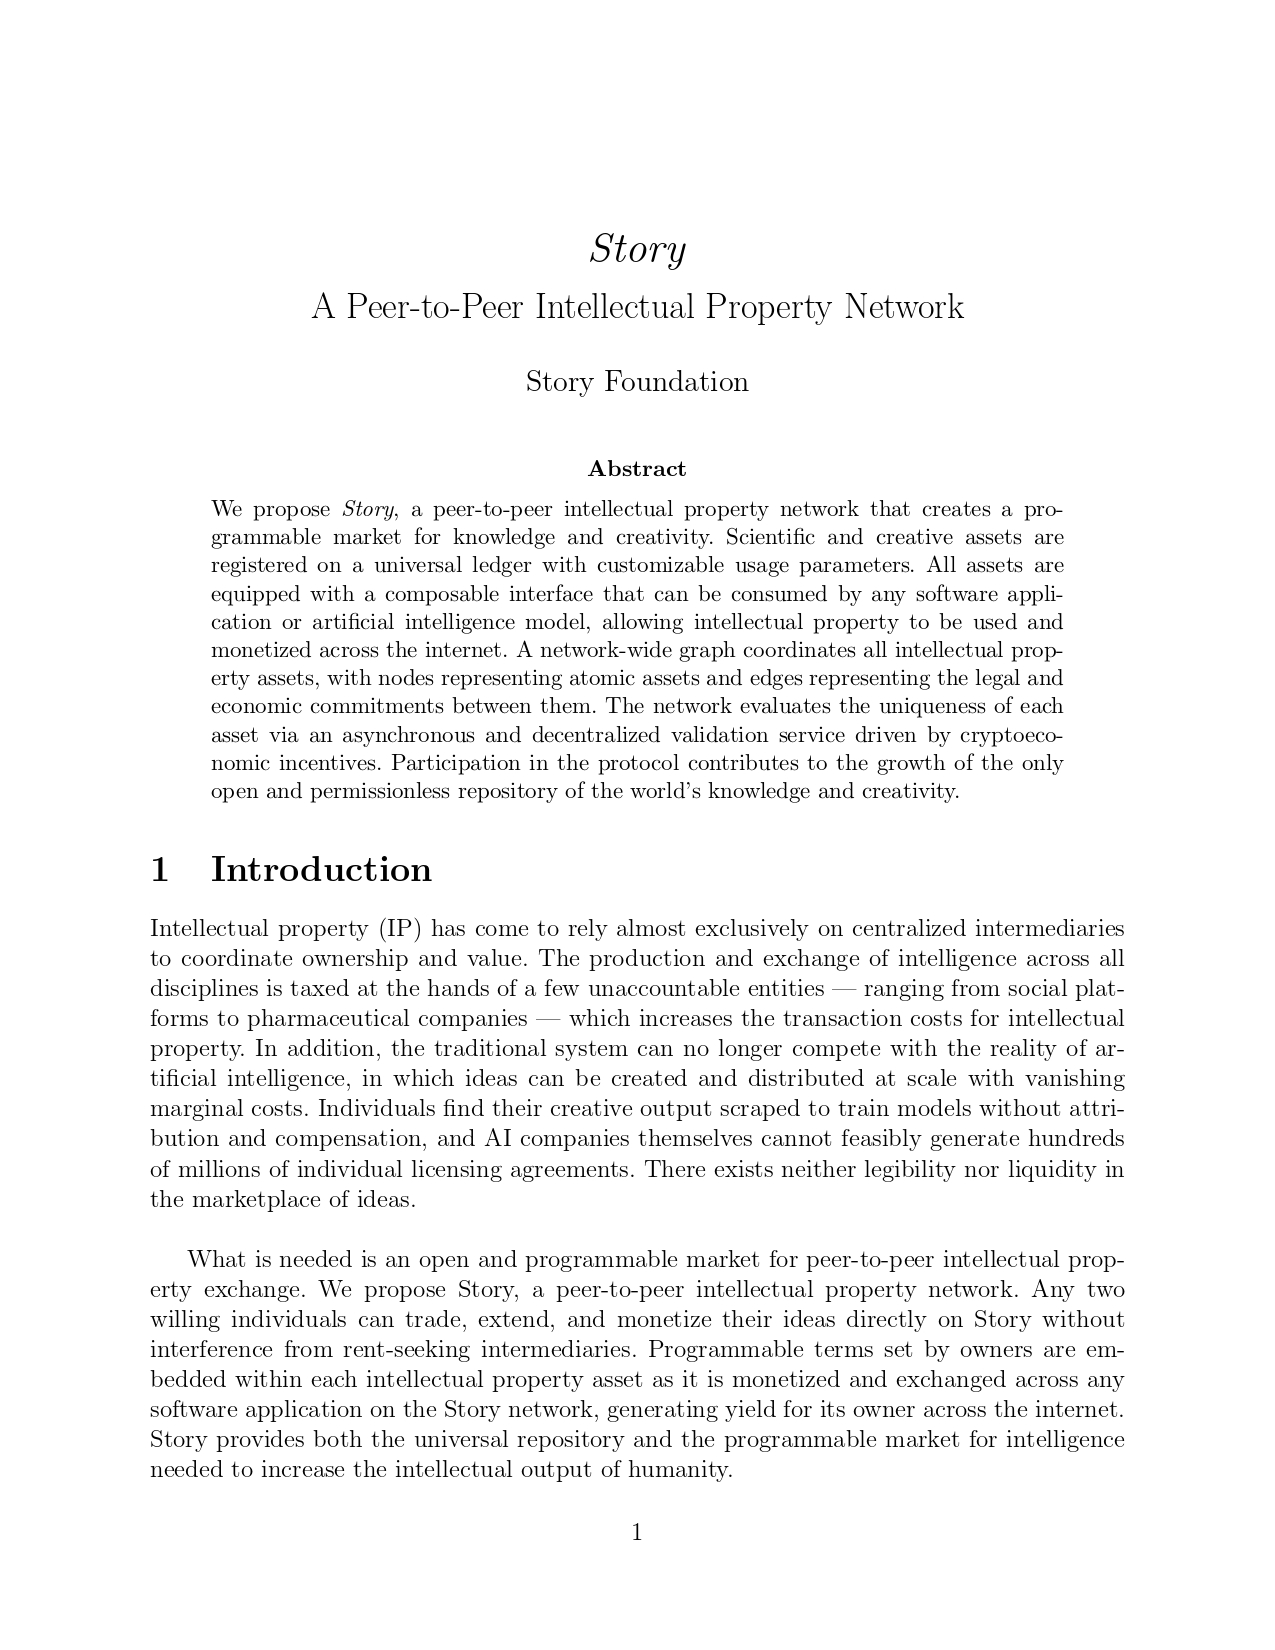 Story
A Peer-to-Peer Intellectual Property Network
Story Foundation
Abstract
We propose Story, a peer-to-peer intellectual property network that creates a pro-
grammable market for knowledge and creativity. Scientific and creative assets are
registered on a universal ledger with customizable usage parameters. All assets are
equipped with a composable interface that can be consumed by any software appli-
cation or artificial intelligence model, allowing intellectual property to be used and
monetized across the internet. A network-wide graph coordinates all intellectual prop-
erty assets, with nodes representing atomic assets and edges representing the legal and
economic commitments between them. The network evaluates the uniqueness of each
asset via an asynchronous and decentralized validation service driven by cryptoeco-
nomic incentives. Participation in the protocol contributes to the growth of the only
open and permissionless repository of the world's knowledge and creativity.
1 Introduction
Intellectual property (IP) has come to rely almost exclusively on centralized intermediaries
to coordinate ownership and value. The production and exchange of intelligence across all
disciplines is taxed at the hands of a few unaccountable entities — ranging from social plat-
forms to pharmaceutical companies — which increases the transaction costs for intellectual
property. In addition, the traditional system can no longer compete with the reality of ar-
tificial intelligence, in which ideas can be created and distributed at scale with vanishing
marginal costs. Individuals find their creative output scraped to train models without attri-
bution and compensation, and AI companies themselves cannot feasibly generate hundreds
of millions of individual licensing agreements. There exists neither legibility nor liquidity in
the marketplace of ideas.
What is needed is an open and programmable market for peer-to-peer intellectual prop-
erty exchange. We propose Story, a peer-to-peer intellectual property network. Any two
willing individuals can trade, extend, and monetize their ideas directly on Story without
interference from rent-seeking intermediaries. Programmable terms set by owners are em-
bedded within each intellectual property asset as it is monetized and exchanged across any
software application on the Story network, generating yield for its owner across the internet.
Story provides both the universal repository and the programmable market for intelligence
needed to increase the intellectual output of humanity.
1